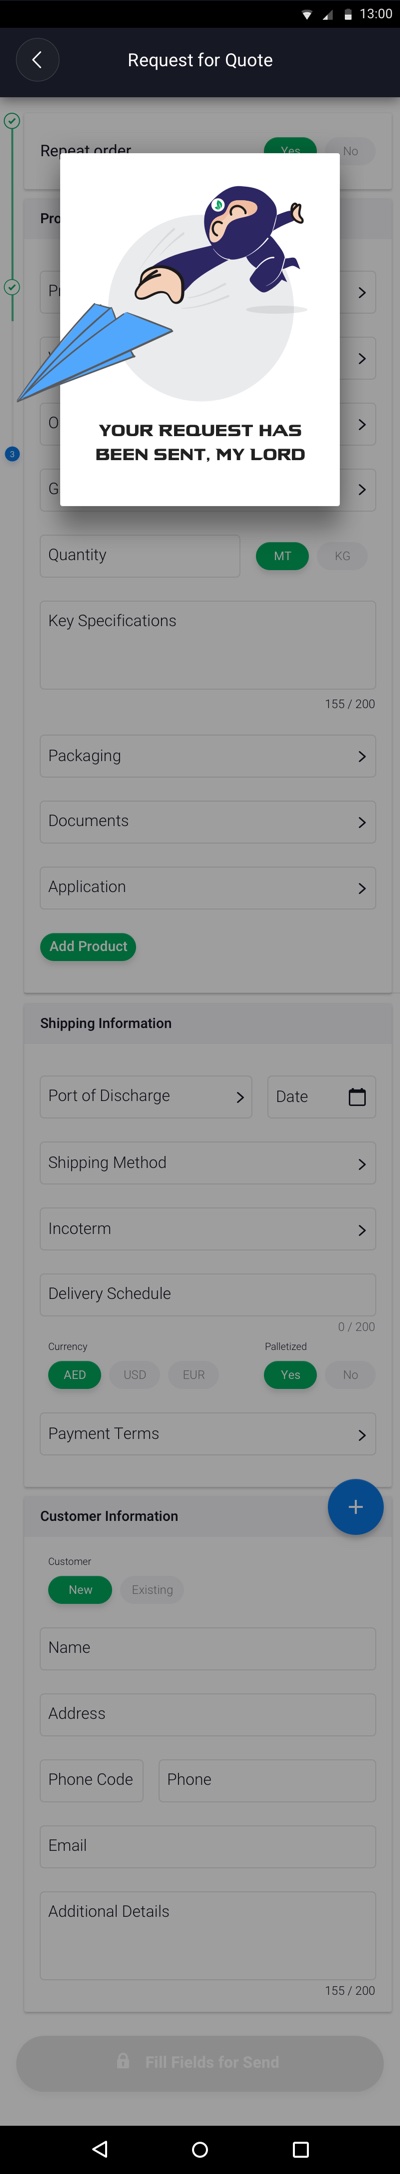 13:00
Request for Quote
Repeat order
Yes
No
YOUR REQUEST HAS
BEEN SENT, MY LORD
3
Quantity
MT
KG
Key Specifications
155 / 200
Packaging
Documents
Application
Add Product
Shipping Information
Port of Discharge
Date
Shipping Method
Incoterm
Delivery Schedule
0 / 200
Currency
Palletized
AED
USD
EUR
Yes
No
Payment Terms
+
Customer Information
Customer
New
Existing
Name
Address
Phone Code
Phone
Email
Additional Details
155 / 200
Fill Fields for Send